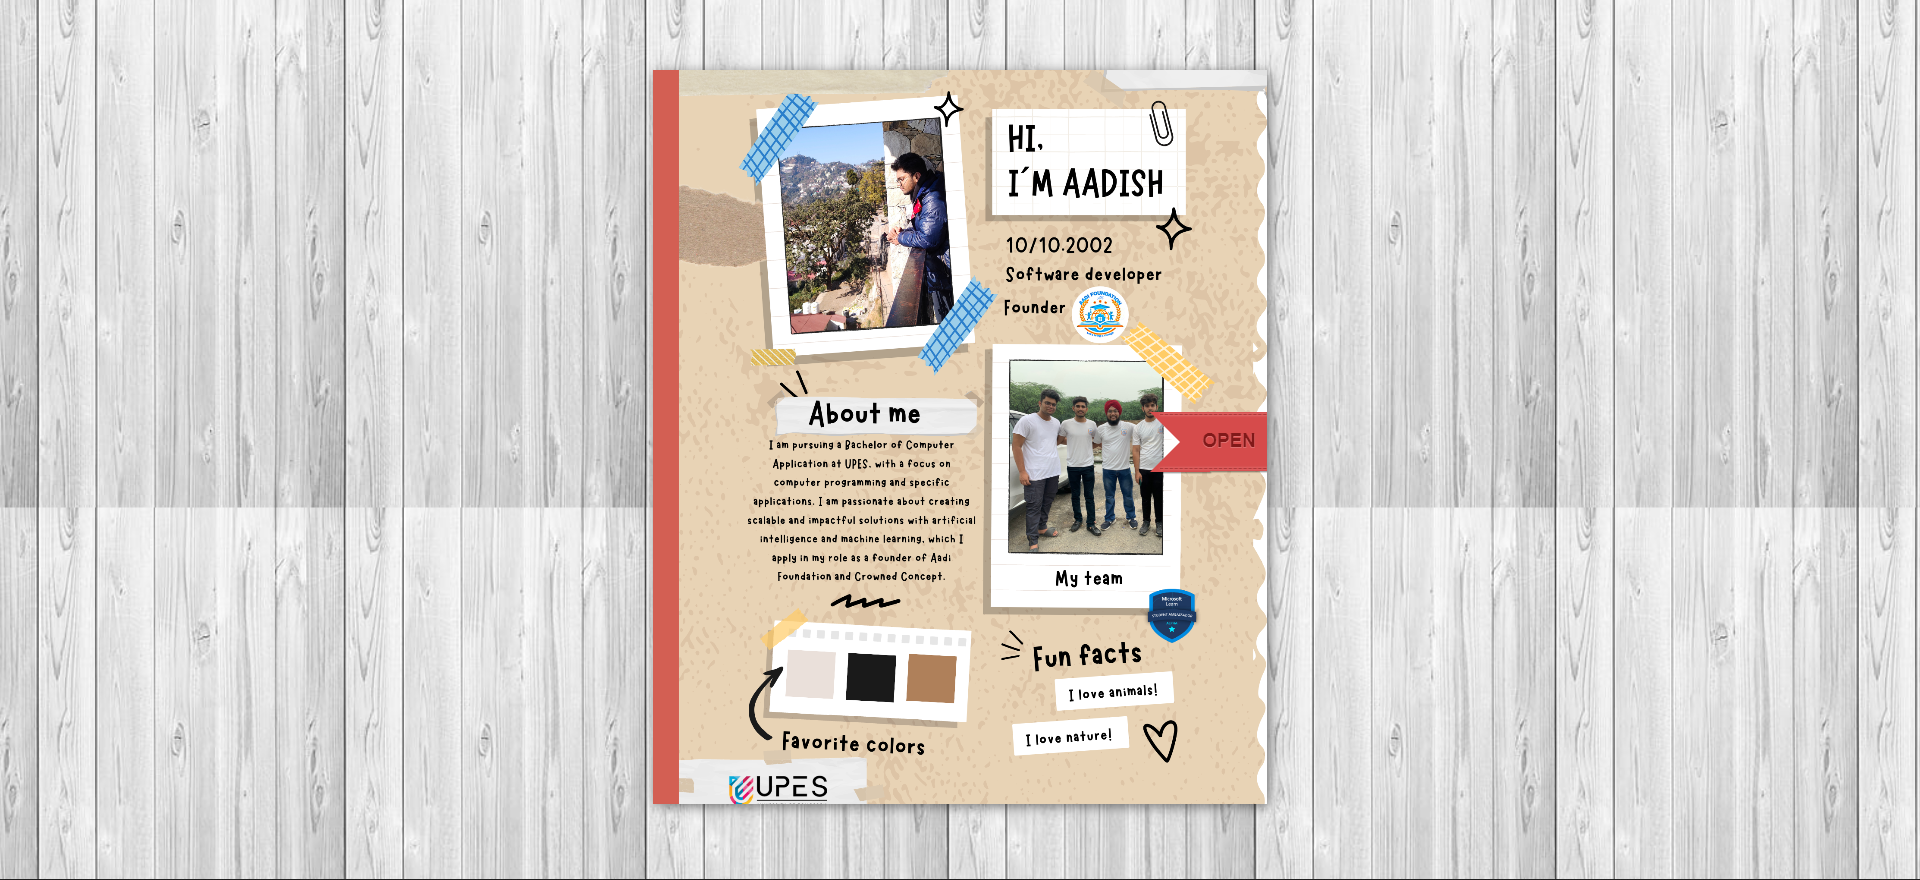 HI,
I'M AADISH
10/10.2002
Software developer
Founder
AADI FOUNDATION
About me
I am pursuing a Bachelor of Computer
Application at UPES, with a focus on
computer programming and specific
applications. I am passionate about creating
scalable and impactful solutions with artificial
intelligence and machine learning, which I
apply in my role as a founder of Aadi
Foundation and Crowned Concept.
OPEN
My team
Microsoft
Learn
STUDENT AMBASSADOR
Favorite colors
Fun facts
I love animals!
I love nature!
UPES